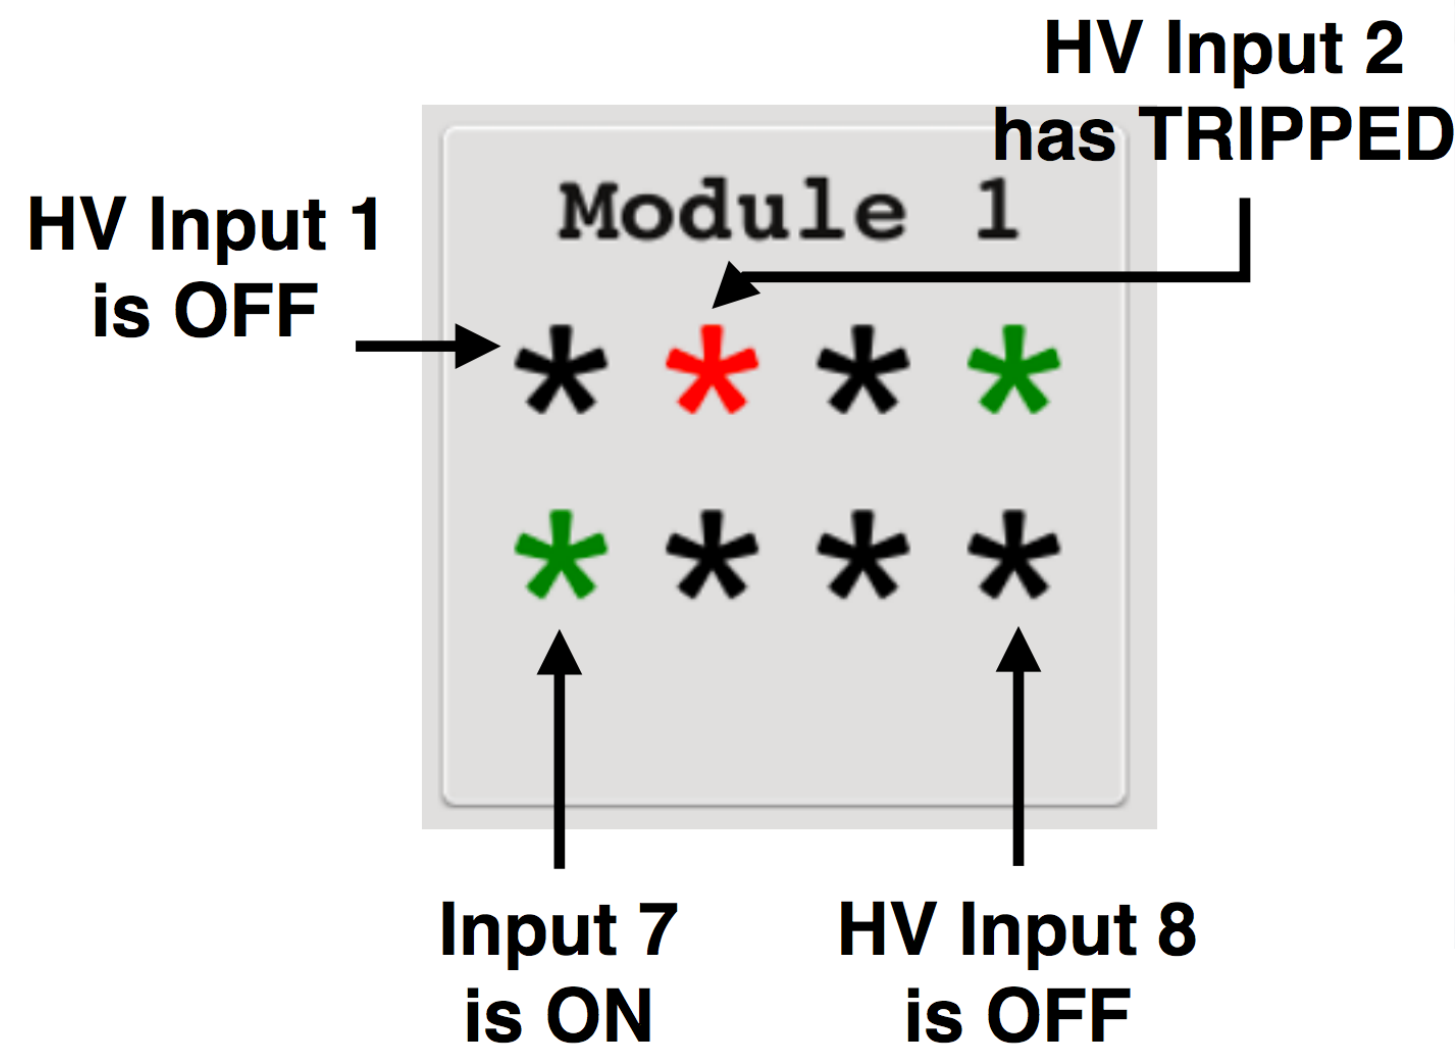 HV Input 2
has TRIPPED
Module 1
HV Input 1
is OFF
* * * *
* * * *
Input 7
is ON
HV Input 8
is OFF